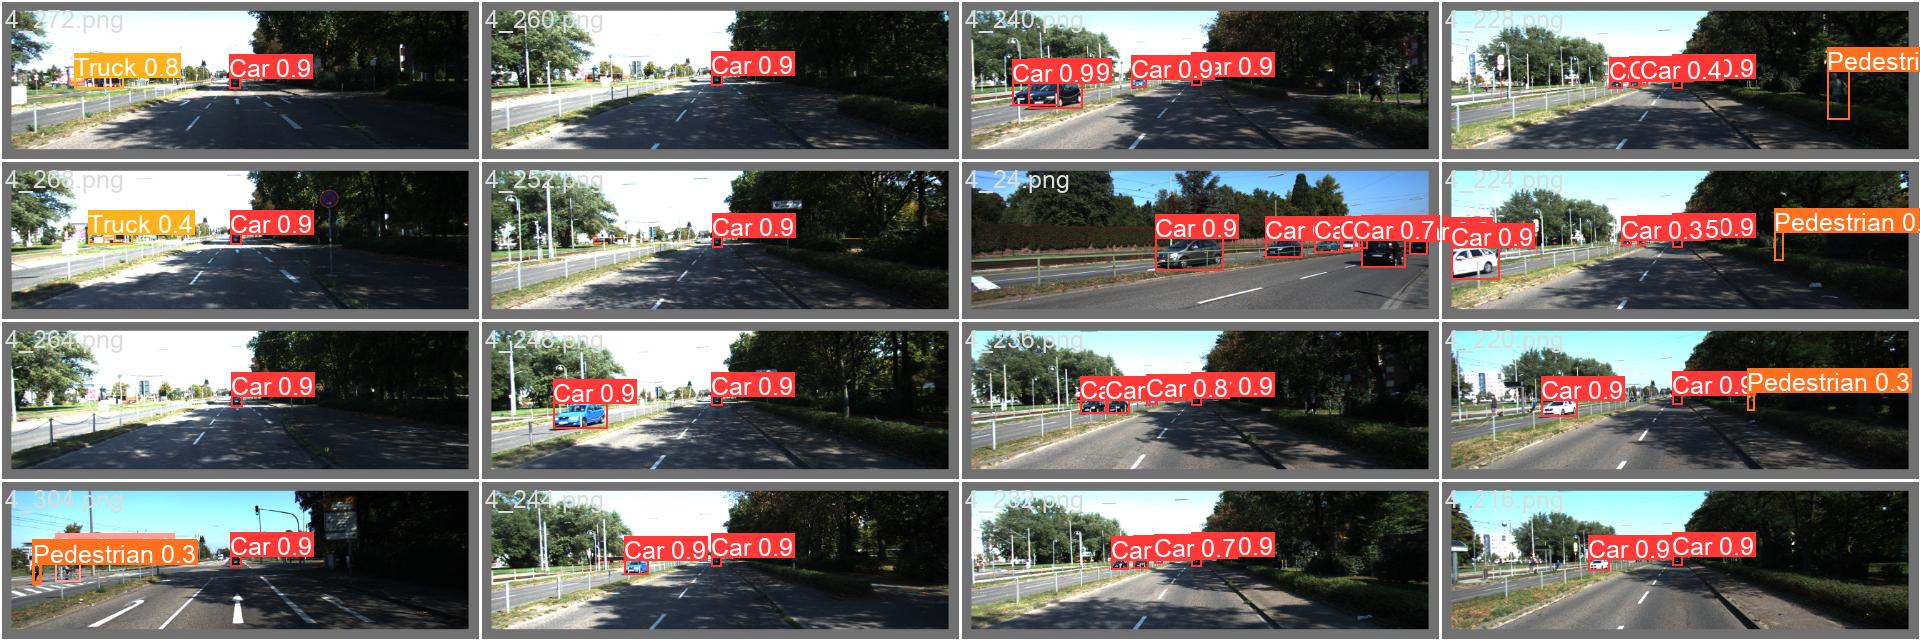 4_272.png
Truck 0.8
Car 0.9
4_260.png
Car 0.9
4_240.png
Car 0.99
Car 0.9
ar 0.9
4_228.png
C
C
Car 0.4
0.9
Pedestri
4_268.png
Truck 0.4
Car 0.9
4_252.png
Car 0.9
4_24.png
Car 0.9
Car
Ca
C
Car 0.7
4_224.png
Car 0.9
Car 0.35
0.9
Pedestrian 0.
4_264.png
Car 0.9
4_248.png
Car 0.9
Car 0.9
4_236.png
Ca
Car
Car 0.8
0.9
4_220.png
Car 0.9
Car 0.9
Pedestrian 0.3
4_304.png
Pedestrian 0.3
Car 0.9
4_244.png
Car 0.9
Car 0.9
4_232.png
Car
Car 0.7
0.9
4_216.png
Car 0.9
Car 0.9